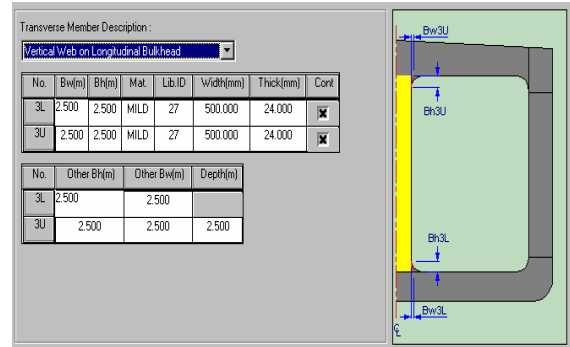 Transverse Member Description :
Vertical Web on Longitudinal Bulkhead
No. Bw(m) Bh(m) Mat. Lib.ID Width(mm) Thick(mm) Cont
3L 2.500 2.500 MILD 27 500.000 24.000
3U 2.500 2.500 MILD 27 500.000 24.000
No. Other Bh(m) Other Bw(m) Depth(m)
3L 2.500 2.500
3U 2.500 2.500 2.500
Bw3U
Bh3U
Bh3L
Bw3L
℄